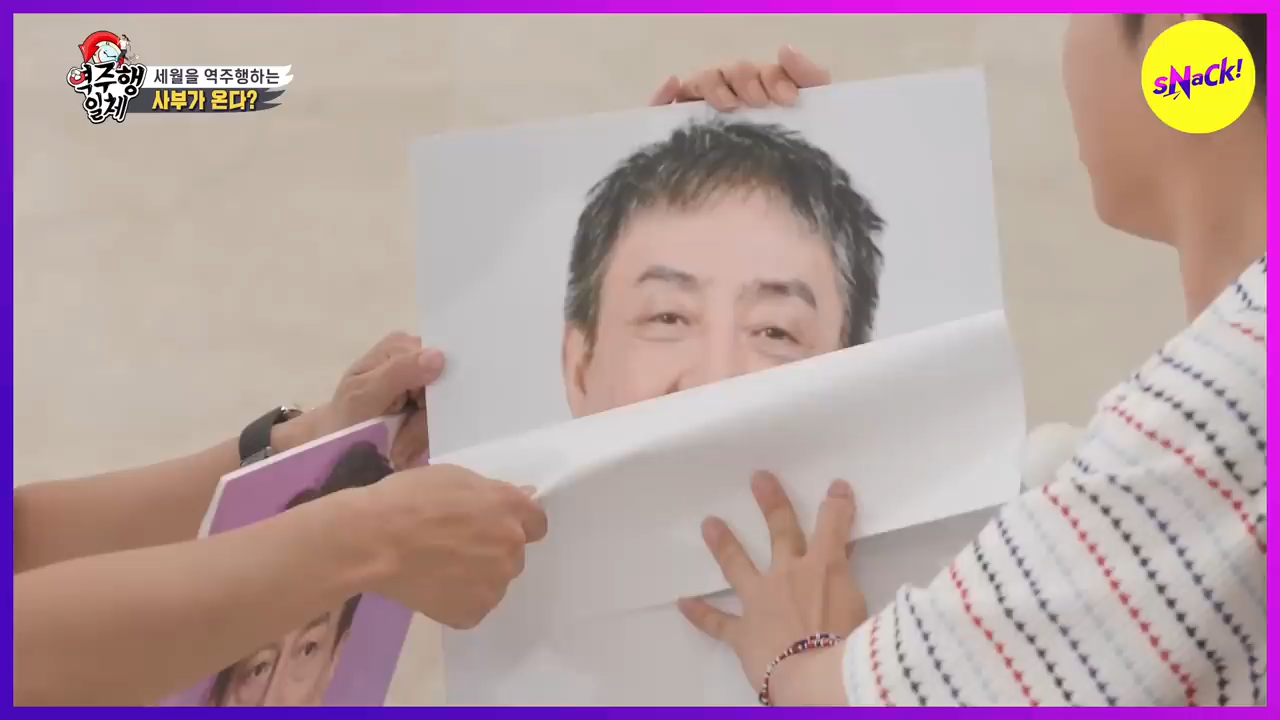 역주행
일체
세월을 역주행하는
사부가 온다?
sNacK!